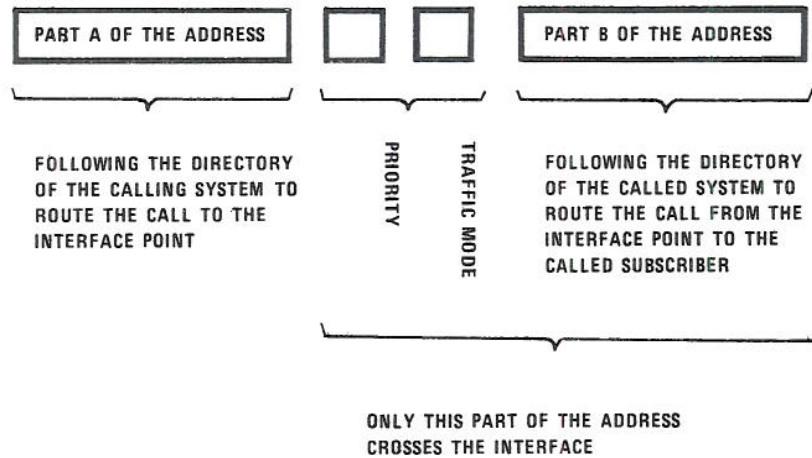 PART A OF THE ADDRESS
PART B OF THE ADDRESS
FOLLOWING THE DIRECTORY
OF THE CALLING SYSTEM TO
ROUTE THE CALL TO THE
INTERFACE POINT
PRIORITY
TRAFFIC MODE
FOLLOWING THE DIRECTORY
OF THE CALLED SYSTEM TO
ROUTE THE CALL FROM THE
INTERFACE POINT TO THE
CALLED SUBSCRIBER
ONLY THIS PART OF THE ADDRESS
CROSSES THE INTERFACE